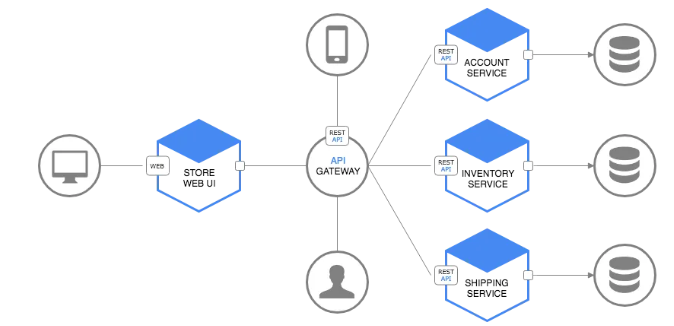 REST
API
ACCOUNT
SERVICE
REST
API
WEB
STORE
WEB UI
API
GATEWAY
REST
API
INVENTORY
SERVICE
REST
API
SHIPPING
SERVICE